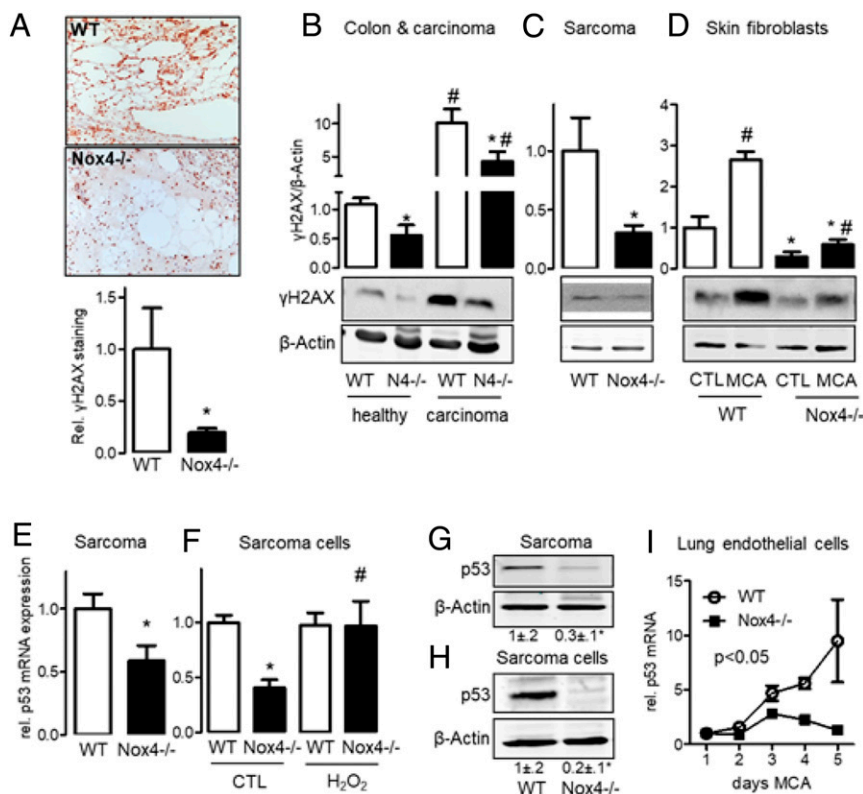 A
WT
Nox4-/-
Rel. γH2AX staining
1.5
1.0
0.5
0.0
WT Nox4-/-
*
B Colon & carcinoma
γH2AX/β-Actin
10
5
1.0
0.5
0.0
* # *#
γH2AX
β-Actin
WT N4-/- WT N4-/-
healthy carcinoma
C Sarcoma
1.0
0.5
0.0
*
WT Nox4-/-
D Skin fibroblasts
4
3
2
1
0
# * *#
CTL MCA CTL MCA
WT Nox4-/-
E Sarcoma
rel. p53 mRNA expression
1.0
0.5
0.0
*
WT Nox4-/-
F Sarcoma cells
1.0
0.5
0.0
* #
WT Nox4-/- WT Nox4-/-
CTL H₂O₂
G Sarcoma
p53
β-Actin
1±.2 0.3±.1*
H Sarcoma cells
p53
β-Actin
1±.2 0.2±.1*
WT Nox4-/-
I Lung endothelial cells
rel. p53 mRNA
15
10
5
0
WT
Nox4-/-
p<0.05
1 2 3 4 5
days MCA